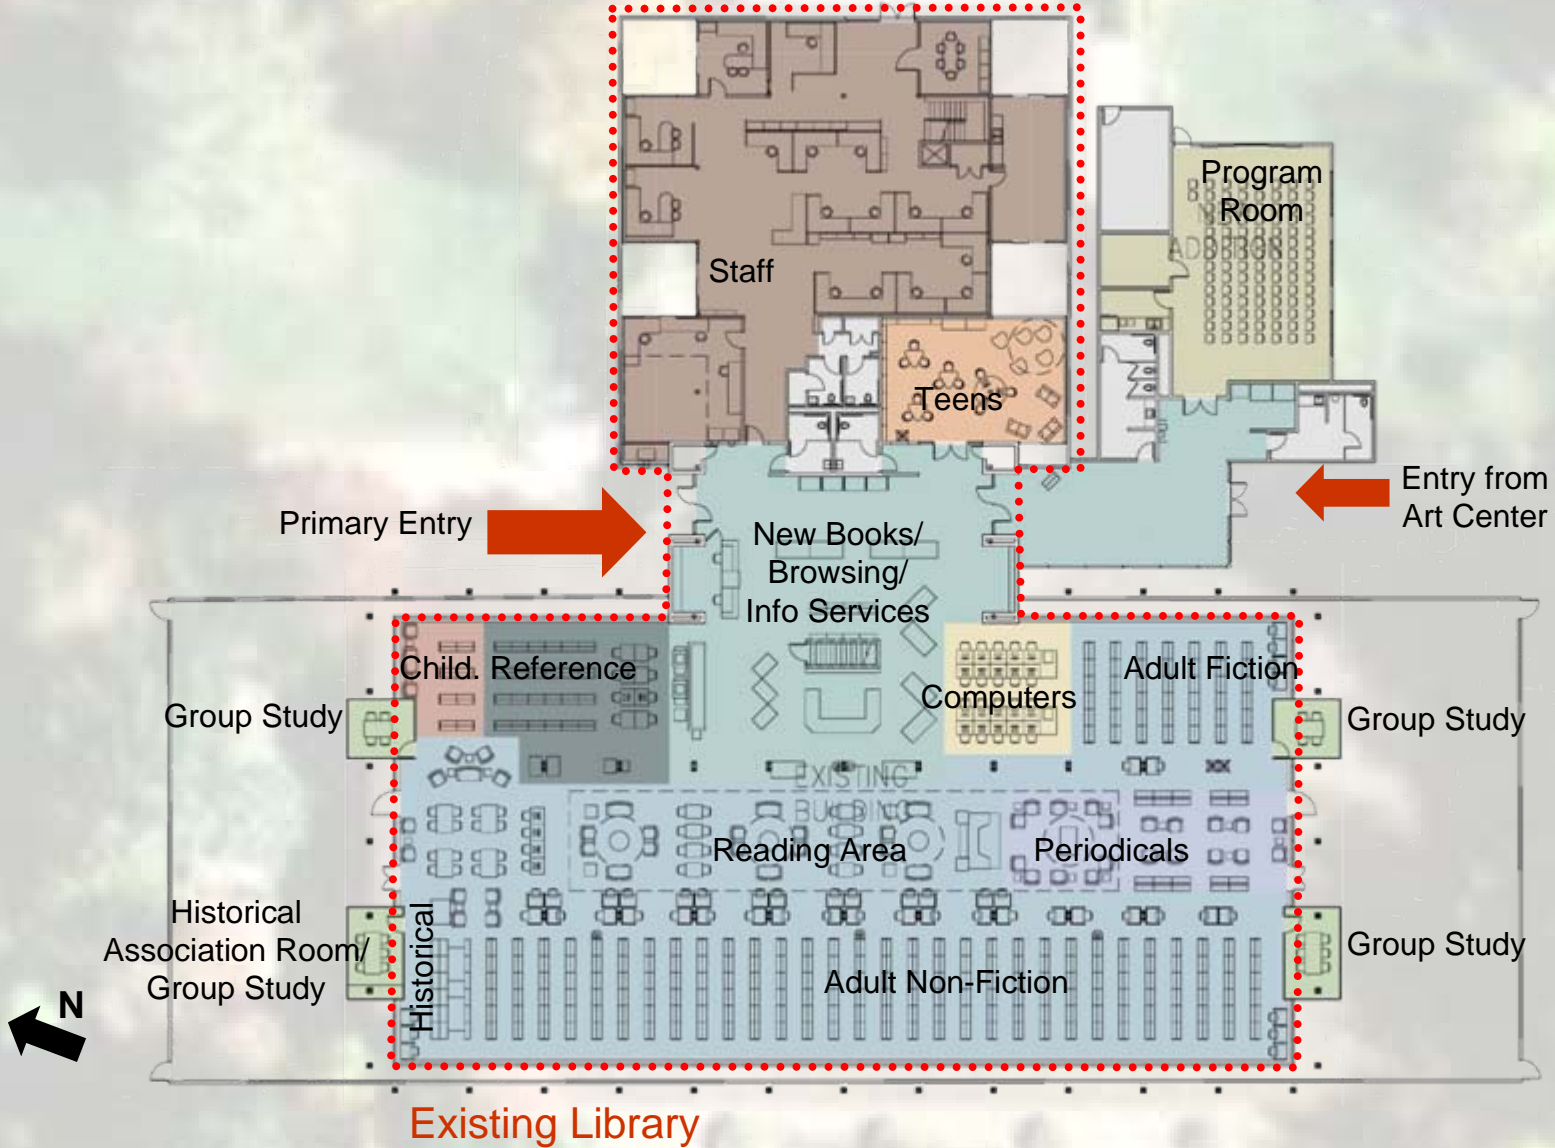 Program
Room
NEW
ADDITION
Staff
Teens
Entry from
Art Center
Primary Entry
New Books/
Browsing/
Info Services
Child.
Reference
Computers
Adult Fiction
Group Study
Group Study
EXISTING
BUILDING
Reading Area
Periodicals
Historical
Association Room/
Group Study
Historical
Adult Non-Fiction
Group Study
N
Existing Library